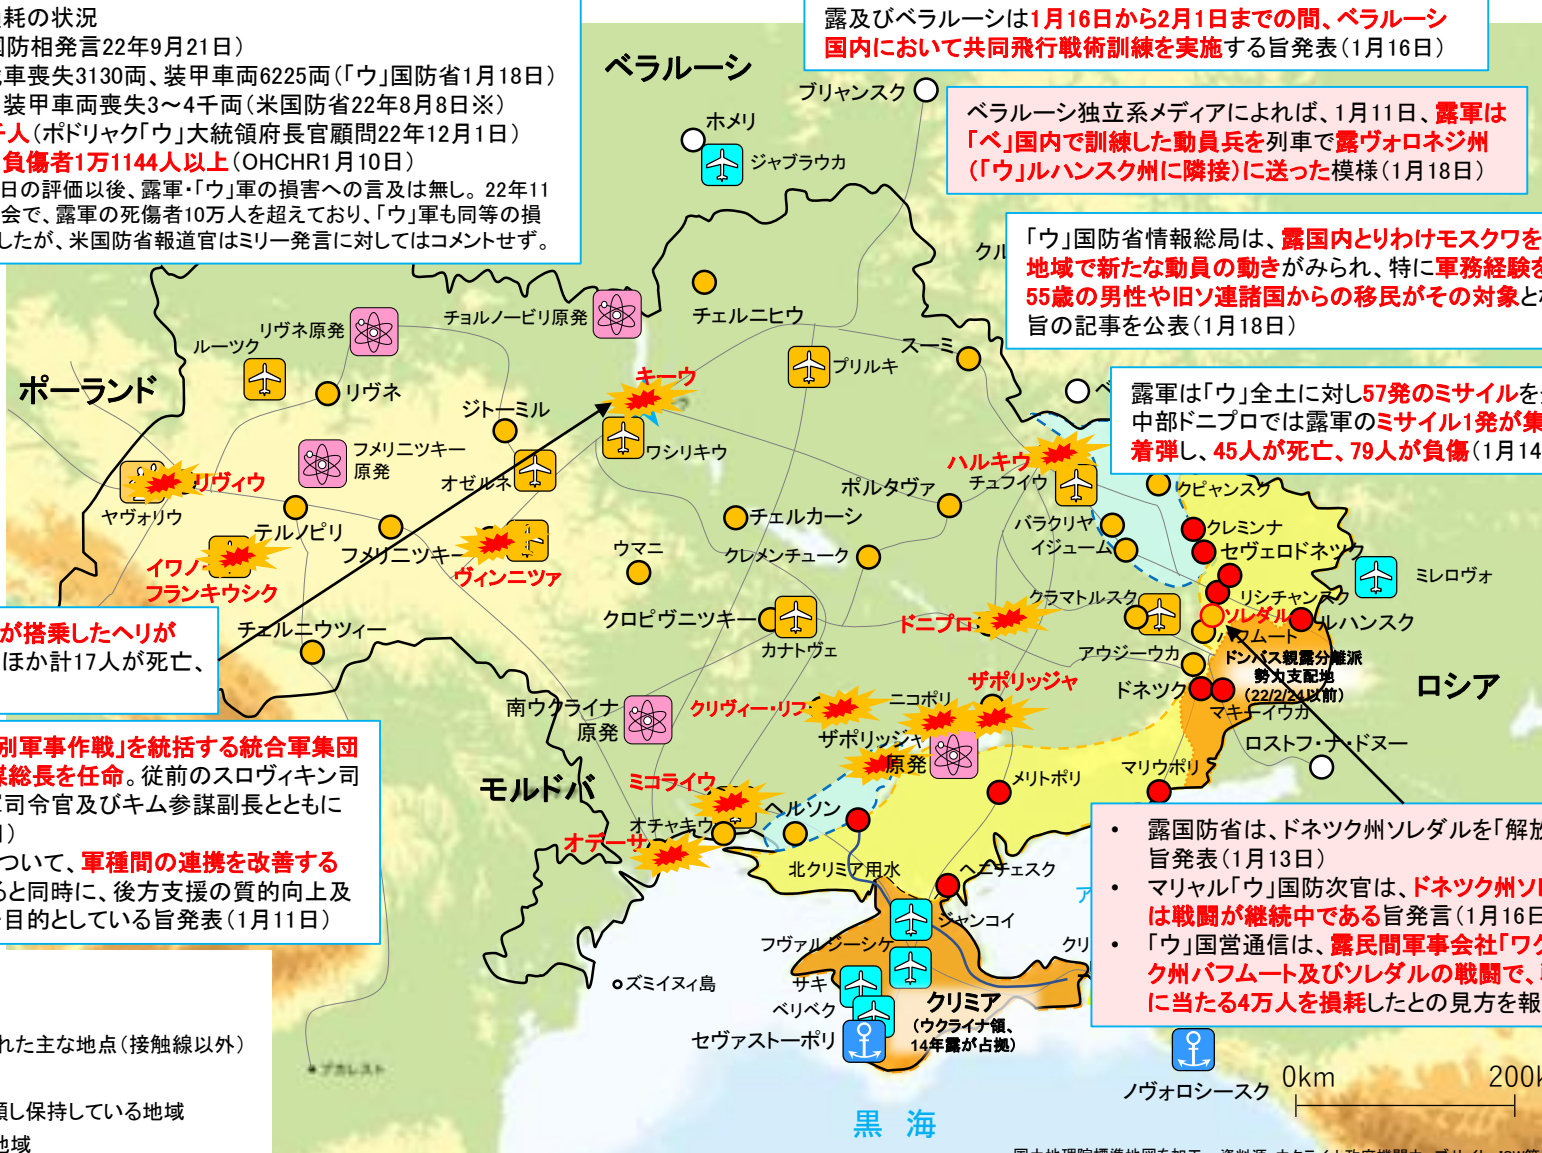 耗の状況
国防相発言22年9月21日）
車喪失3130両、装甲車両6225両（「ウ」国防省1月18日）
装甲車両喪失3～4千両（米国防省22年8月8日※）
千人（ポドリャク「ウ」大統領府長官顧問22年12月1日）
負傷者1万1144人以上（OHCHR1月10日）
日の評価以後、露軍・「ウ」軍の損害への言及は無し。22年11
会で、露軍の死傷者10万人を超えており、「ウ」軍も同等の損
したが、米国防省報道官はミリー発言に対してはコメントせず。
露及びベラルーシは1月16日から2月1日までの間、ベラルーシ
国内において共同飛行戦術訓練を実施する旨発表（1月16日）
ベラルーシ独立系メディアによれば、1月11日、露軍は
「ベ」国内で訓練した動員兵を列車で露ヴォロネジ州
（「ウ」ルハンスク州に隣接）に送った模様（1月18日）
「ウ」国防省情報総局は、露国内とりわけモスクワを
地域で新たな動員の動きがみられ、特に軍務経験を
55歳の男性や旧ソ連諸国からの移民がその対象と
旨の記事を公表（1月18日）
露軍は「ウ」全土に対し57発のミサイルを
中部ドニプロでは露軍のミサイル1発が集
着弾し、45人が死亡、79人が負傷（1月14
ベラルーシ
ブリャンスク
ホメリ
ジャブラウカ
クル
チョルノービリ原発
チェルニヒウ
リヴネ原発
ルーツク
プリルキ
スーミ
ポーランド
リヴネ
キーウ
ベ
ジトーミル
フメリニツキー
原発
ワシリキウ
ハルキウ
チュフイウ
オゼルネ
リヴィウ
ヤヴォリウ
ポルタヴァ
クピャンスク
テルノピリ
チェルカーシ
バラクリヤ
クレミンナ
フメリニツキー
ウマニ
クレメンチューク
イジューム
セヴェロドネツク
イワノ
フランキウシク
ヴィンニツァ
ミレロヴォ
クラマトルスク
リシチャンスク
クロピヴニツキー
ドニプロ
ソレダル
ルハンスク
バフムート
チェルニウツィー
カナトヴェ
アウジーウカ
ドンバス親露分離派
勢力支配地
（22/2/24以前）
が搭乗したヘリが
ほか計17人が死亡、
ザポリッジャ
ドネツク
ロシア
南ウクライナ
原発
クリヴィー・リフ
ニコポリ
マキーイウカ
ザポリッジャ
原発
ロストフ・ナ・ドヌー
別軍事作戦」を統括する統合軍集団
謀総長を任命。従前のスロヴィキン司
司令官及びキム参謀副長とともに
日）
ついて、軍種間の連携を改善する
ると同時に、後方支援の質的向上及
目的としている旨発表（1月11日）
モルドバ
ミコライウ
メリトポリ
マリウポリ
オチャキウ
ヘルソン
オデーサ
北クリミア用水
ヘニチェスク
ア
• 露国防省は、ドネツク州ソレダルを「解放
旨発表（1月13日）
• マリャル「ウ」国防次官は、ドネツク州ソレ
は戦闘が継続中である旨発言（1月16日
• 「ウ」国営通信は、露民間軍事会社「ワグ
ク州バフムート及びソレダルの戦闘で、
に当たる4万人を損耗したとの見方を報
ジャンコイ
フヴァルジーシケ
クリ
ズミイヌィ島
サキ
ベリベク
クリミア
（ウクライナ領、
14年露が占拠）
セヴァストーポリ
れた主な地点（接触線以外）
ブカレスト
ノヴォロシースク
0km
200k
領し保持している地域
地域
黒 海